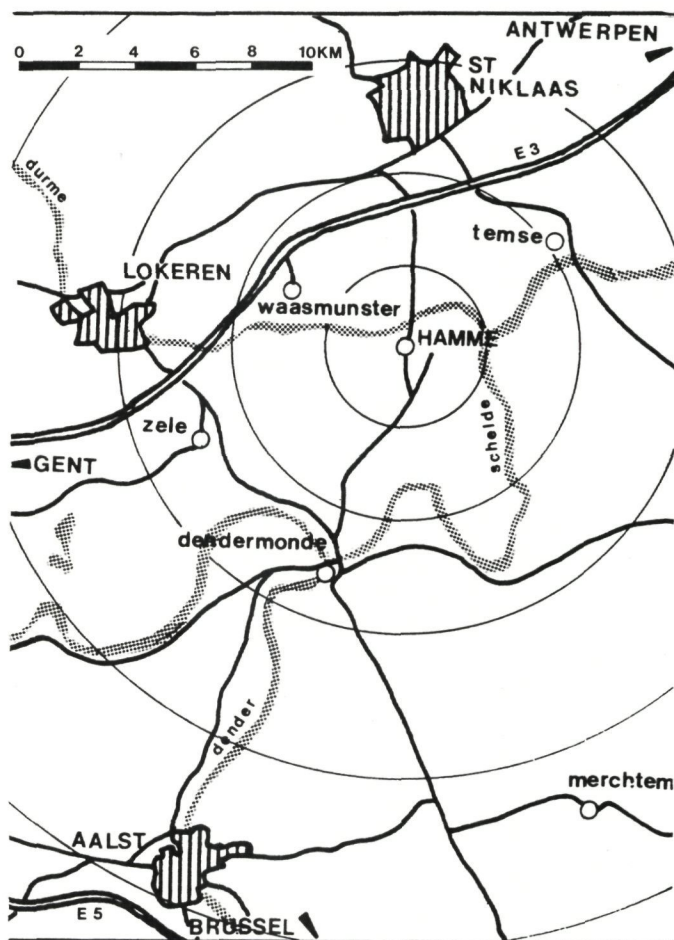 ANTWERPEN
0 2 4 6 8 10KM
ST
NIKLAAS
E3
durme
temse
LOKEREN
waasmunster
HAMME
zele
schelde
GENT
dendermonde
dender
merchtem
AALST
E5
BRUSSEL